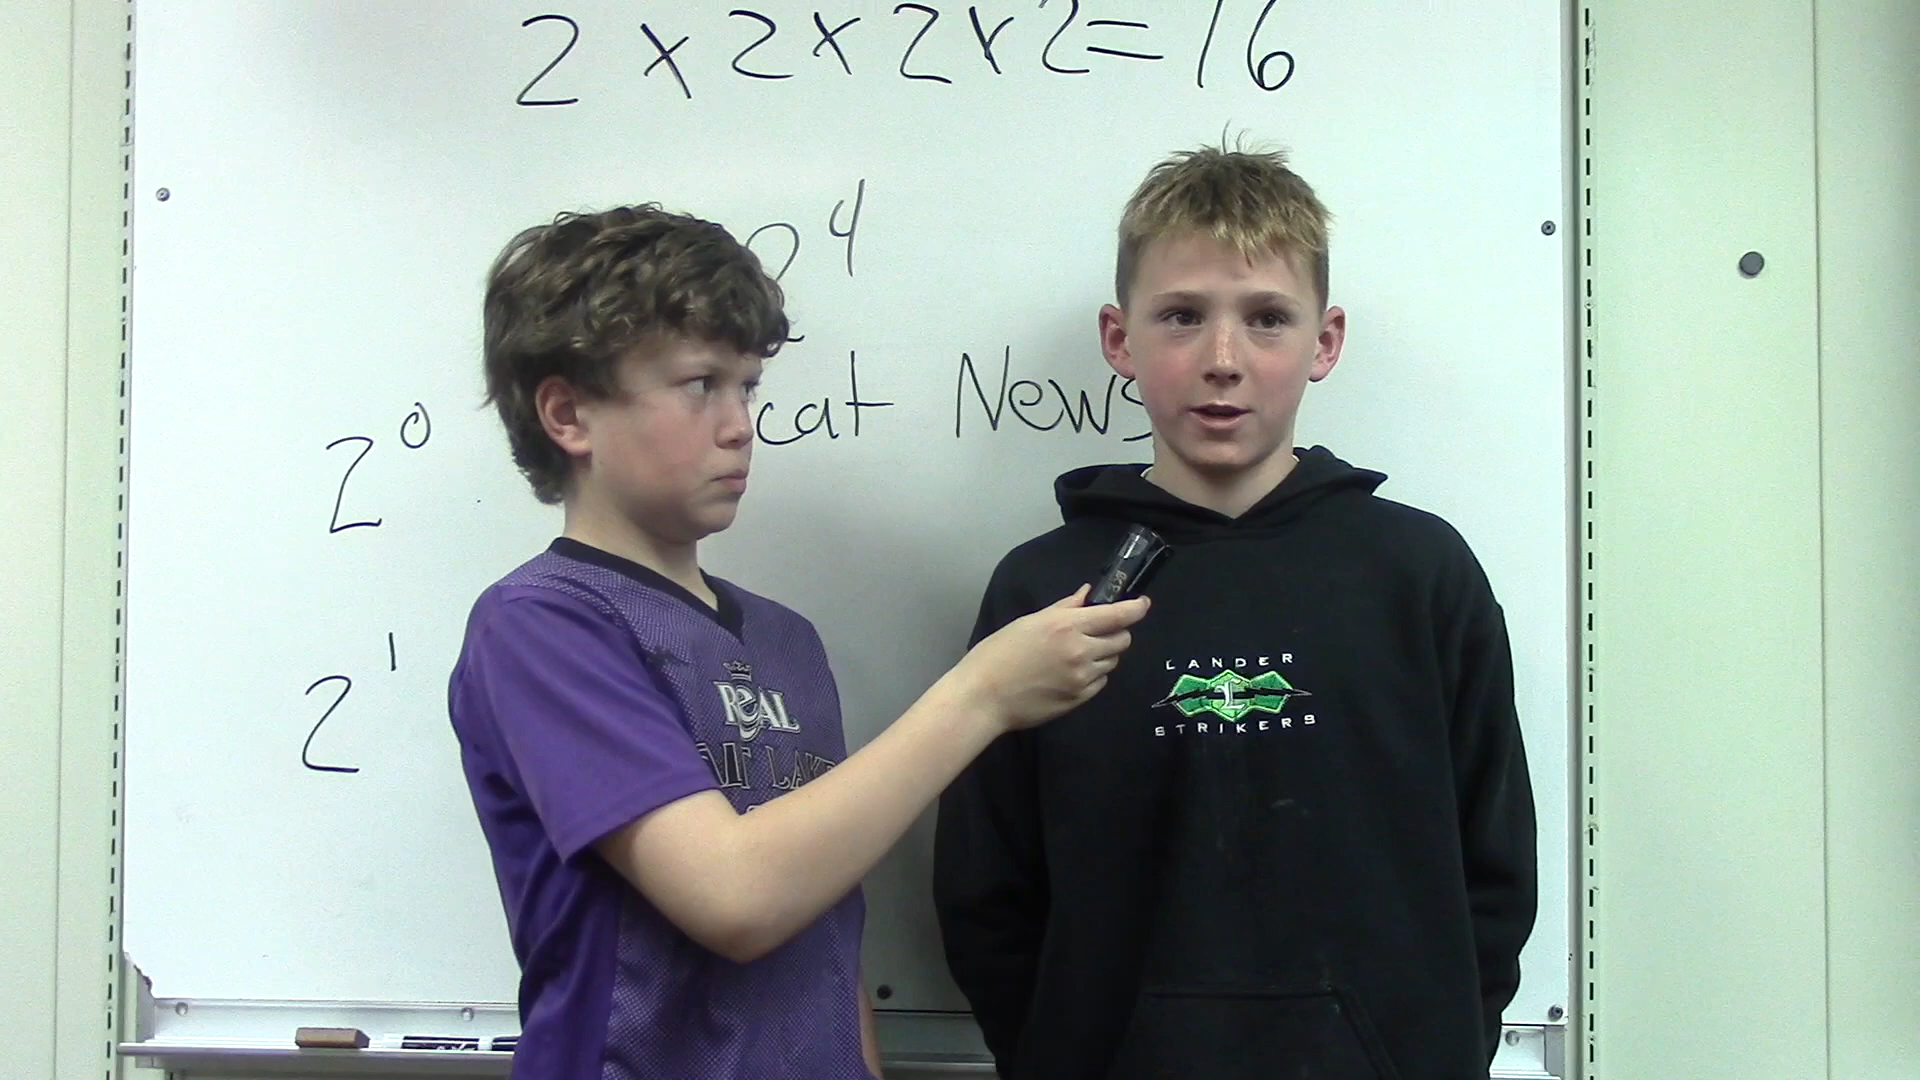 2 x 2 x 2 x 2 = 16
2⁴
cat News
2⁰
2¹
ReAL
LANDER
L
STRIKERS